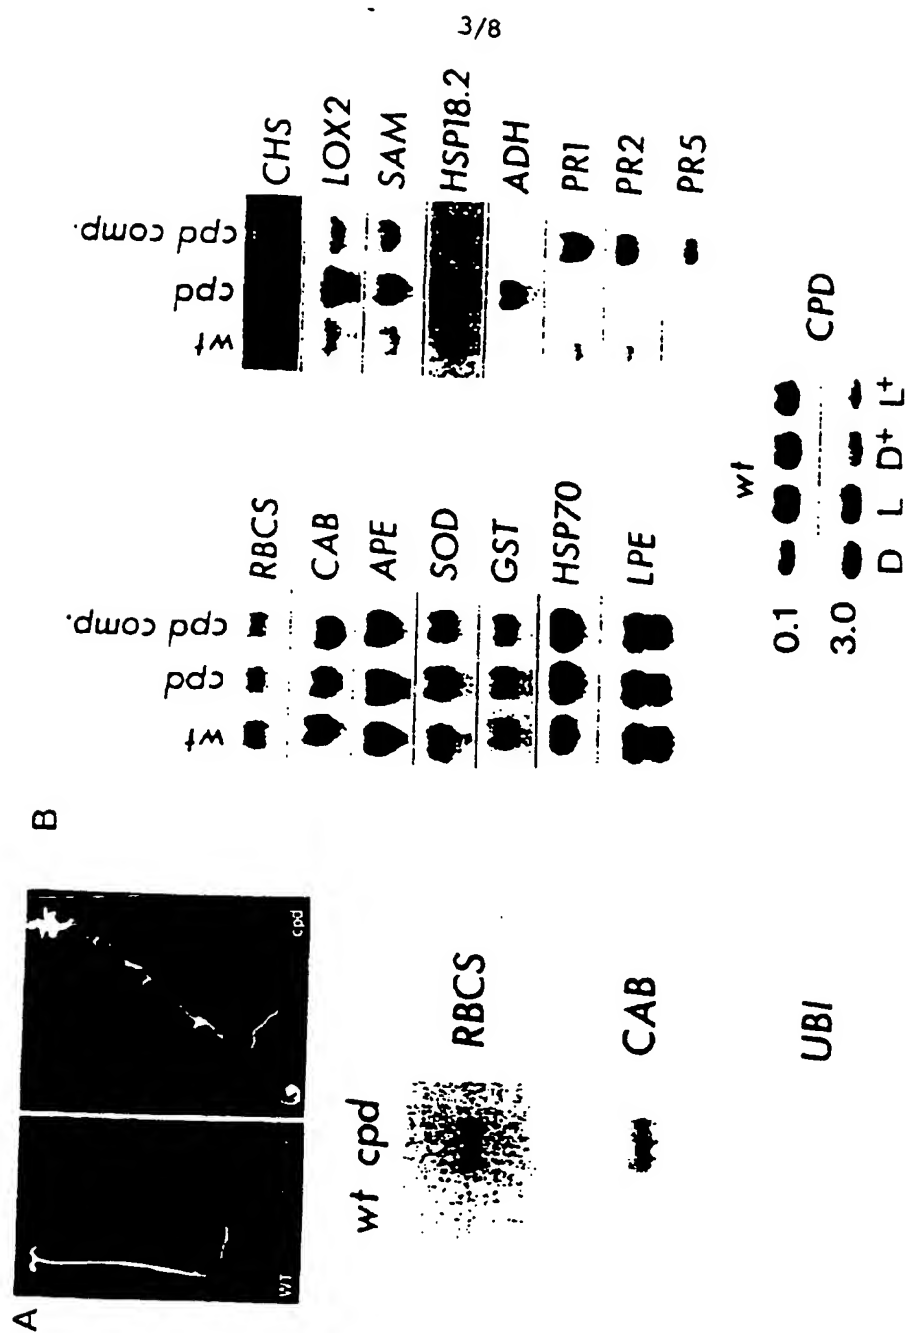 3/8
A
WT
cpd
wt cpd
RBCS
CAB
UBI
B
wt cpd cpd comp.
RBCS
CAB
APE
SOD
GST
HSP70
LPE
wt cpd cpd comp.
CHS
LOX2
SAM
HSP18.2
ADH
PR1
PR2
PR5
wt
0.1
3.0
CPD
D L D+ L+